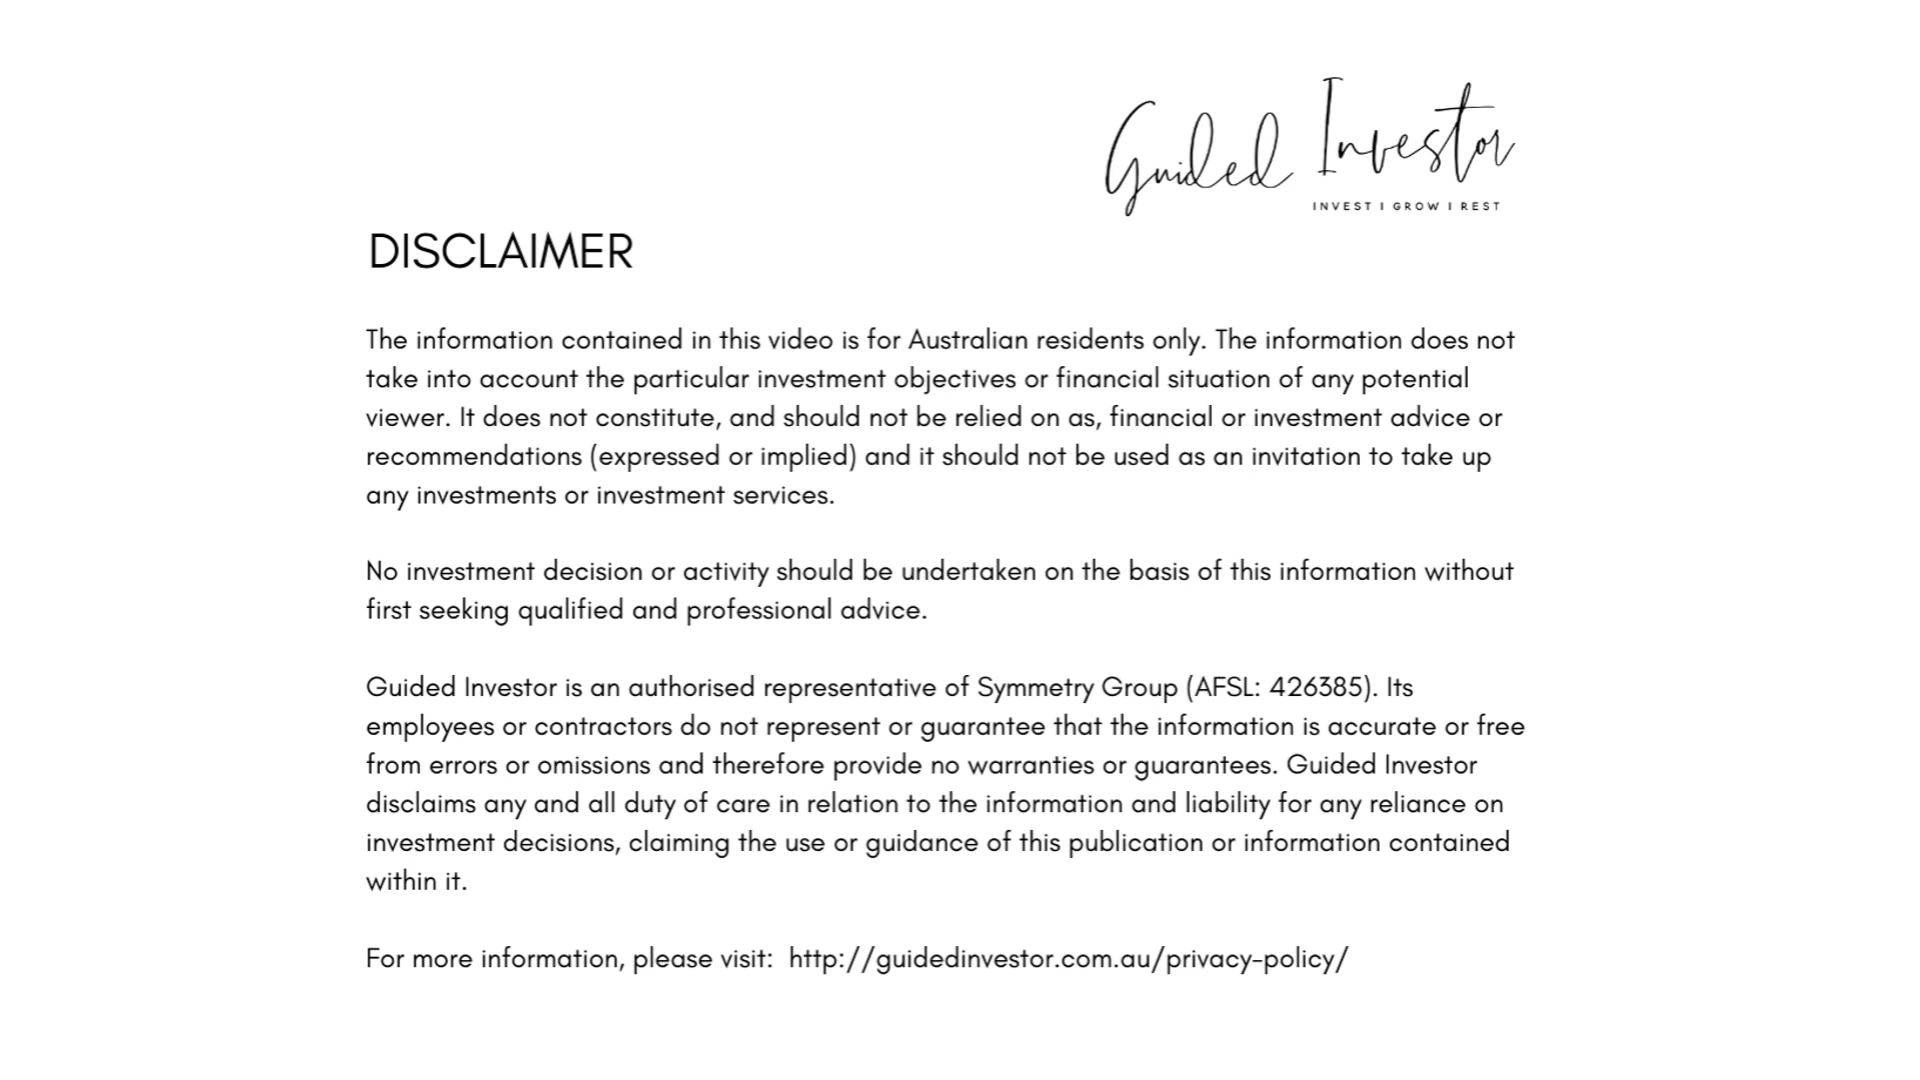 Guided Investor
INVEST I GROW I REST
DISCLAIMER
The information contained in this video is for Australian residents only. The information does not
take into account the particular investment objectives or financial situation of any potential
viewer. It does not constitute, and should not be relied on as, financial or investment advice or
recommendations (expressed or implied) and it should not be used as an invitation to take up
any investments or investment services.
No investment decision or activity should be undertaken on the basis of this information without
first seeking qualified and professional advice.
Guided Investor is an authorised representative of Symmetry Group (AFSL: 426385). Its
employees or contractors do not represent or guarantee that the information is accurate or free
from errors or omissions and therefore provide no warranties or guarantees. Guided Investor
disclaims any and all duty of care in relation to the information and liability for any reliance on
investment decisions, claiming the use or guidance of this publication or information contained
within it.
For more information, please visit:  http://guidedinvestor.com.au/privacy-policy/